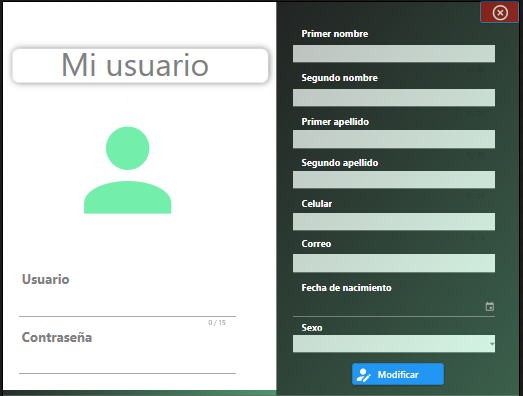 Mi usuario
Usuario
0 / 15
Contraseña
Primer nombre
Segundo nombre
Primer apellido
Segundo apellido
Celular
Correo
Fecha de nacimiento
Sexo
Modificar